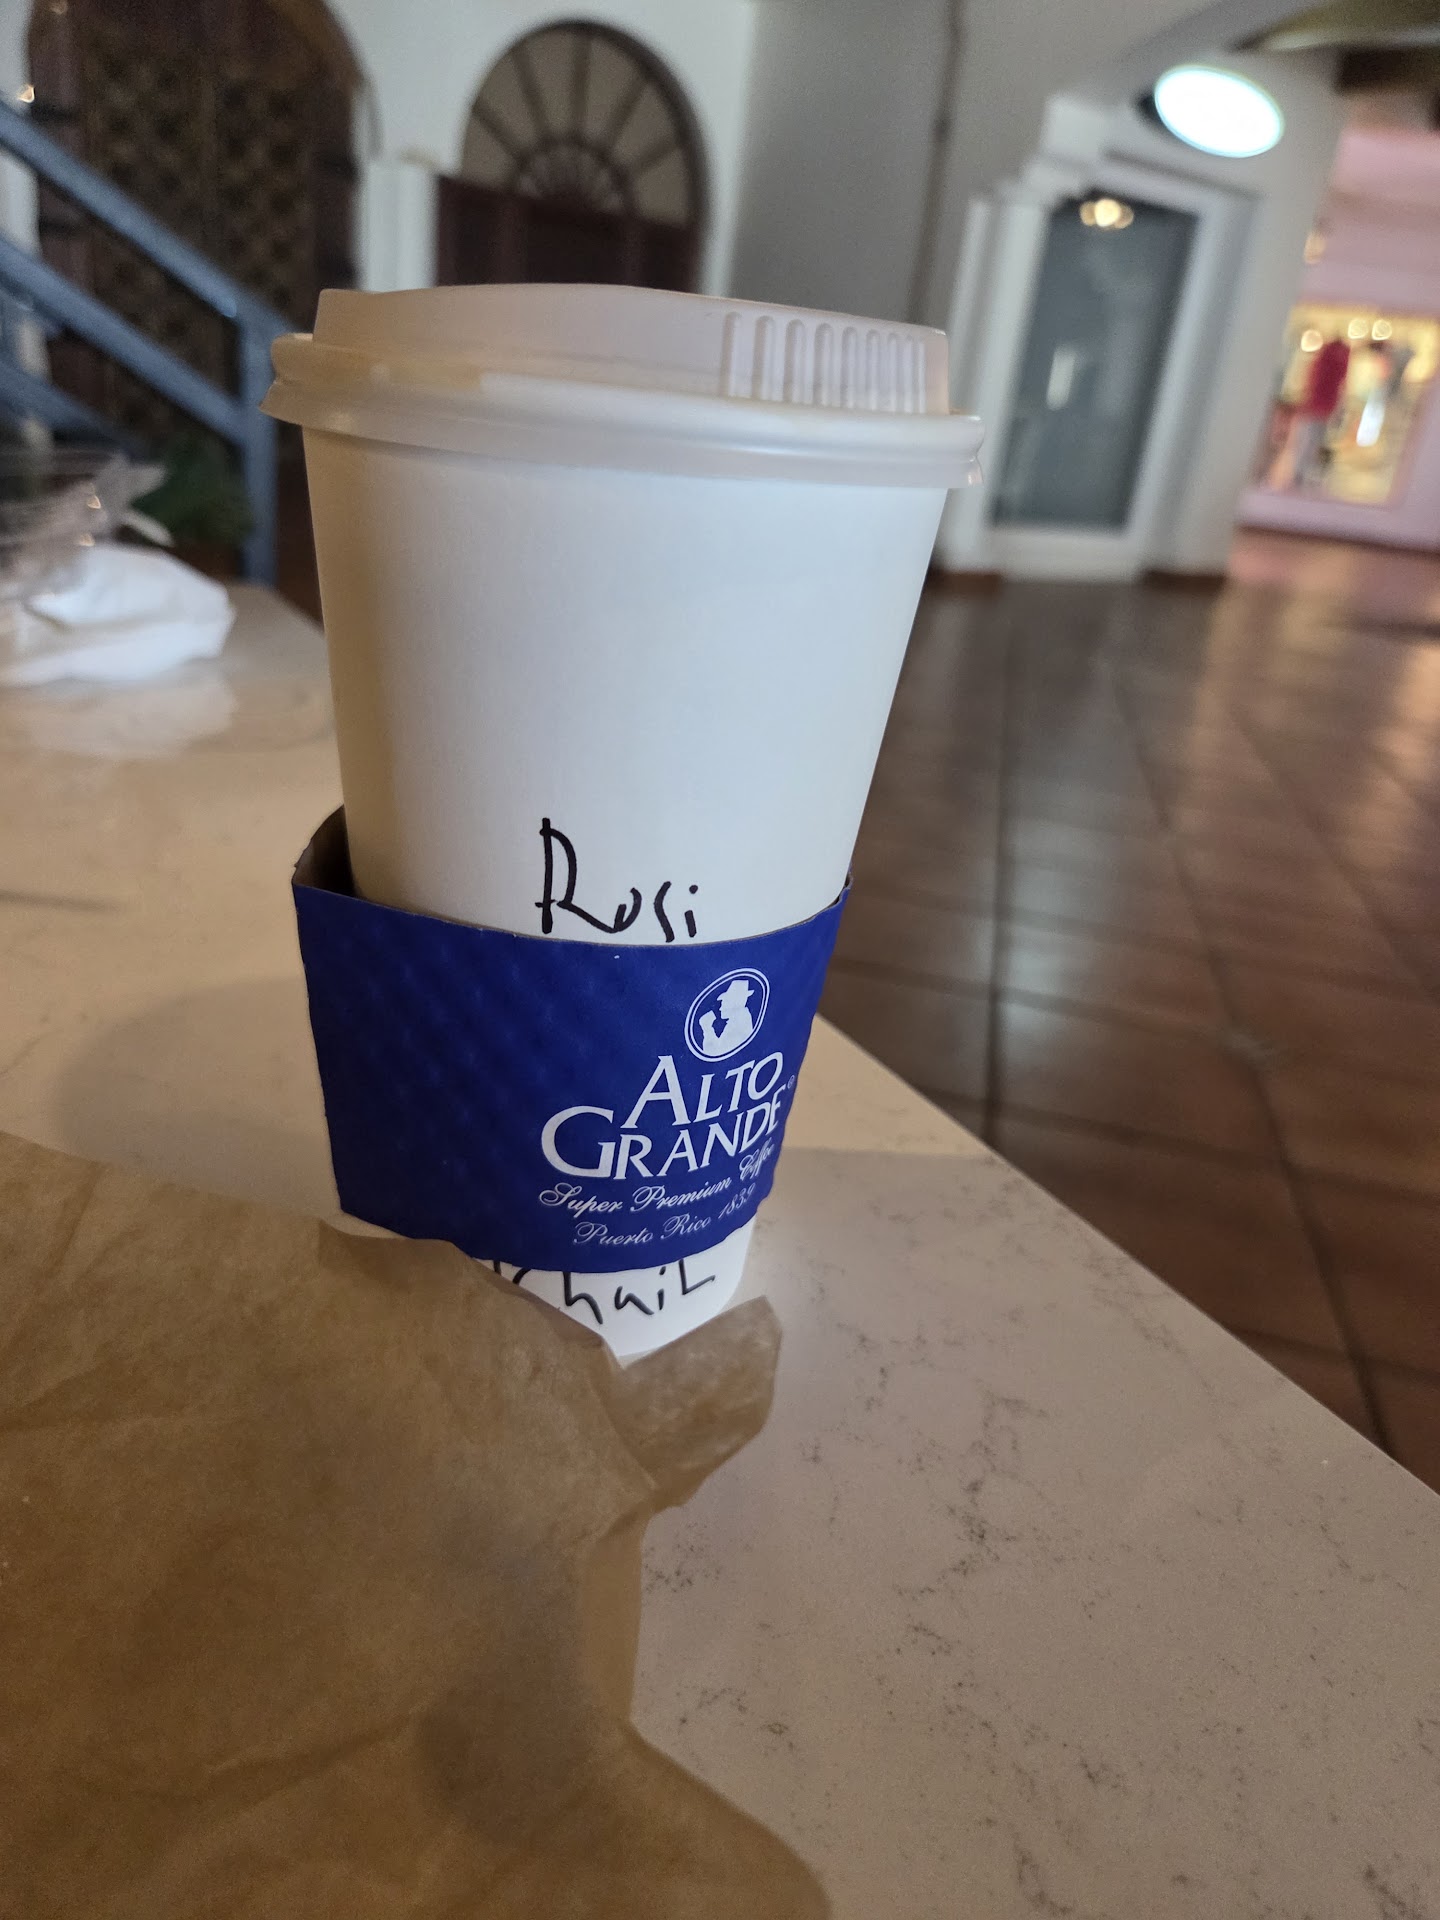 Rosi
ALTO
GRANDE®
Super Premium Coffee
Puerto Rico 1839